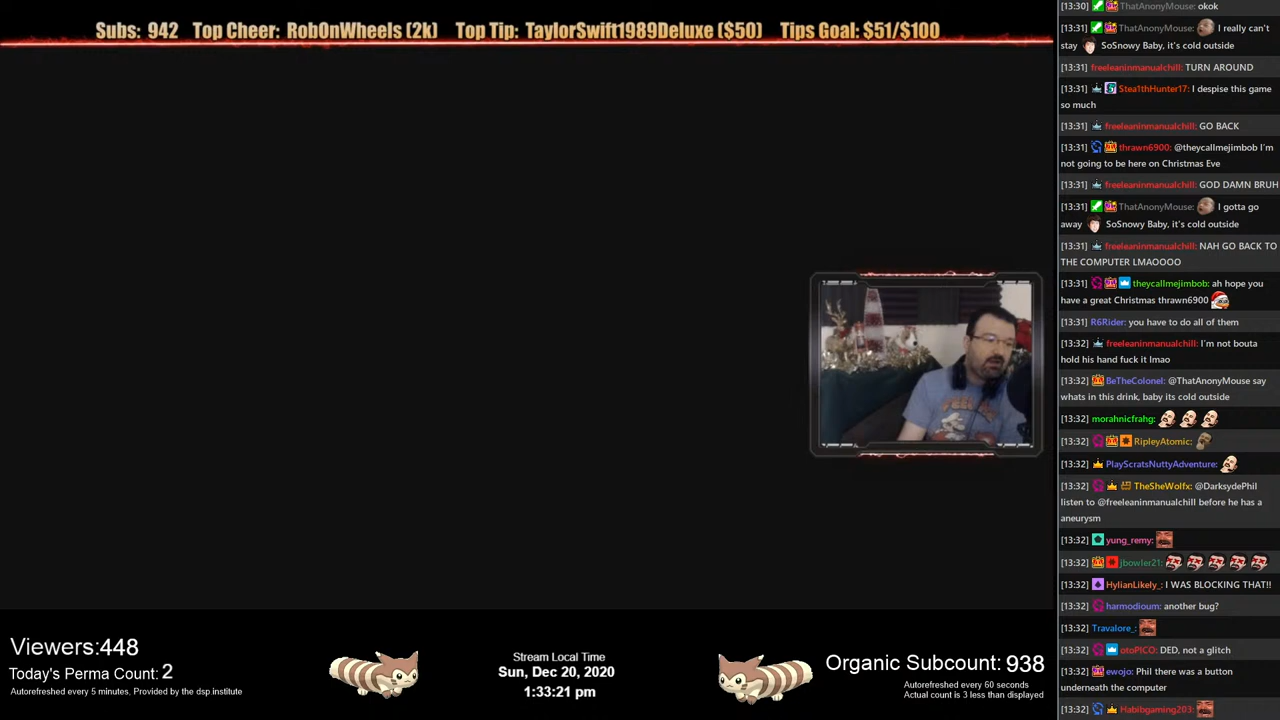 Subs: 942 Top Cheer: RobOnWheels (2k) Top Tip: TaylorSwift1989Deluxe ($50) Tips Goal: $51/$100
[13:30] ThatAnonyMouse: okok
[13:31] ThatAnonyMouse: I really can't
stay SoSnowy Baby, it's cold outside
[13:31] freeleaninmanualchill: TURN AROUND
[13:31] Stea1thHunter17: I despise this game
so much
[13:31] freeleaninmanualchill: GO BACK
[13:31] thrawn6900: @theycallmejimbob I'm
not going to be here on Christmas Eve
[13:31] freeleaninmanualchill: GOD DAMN BRUH
[13:31] ThatAnonyMouse: I gotta go
away SoSnowy Baby, it's cold outside
[13:31] freeleaninmanualchill: NAH GO BACK TO
THE COMPUTER LMAOOOO
[13:31] theycallmejimbob: ah hope you
have a great Christmas thrawn6900
[13:31] R6Rider: you have to do all of them
[13:32] freeleaninmanualchill: I'm not bouta
hold his hand fuck it lmao
[13:32] BeTheColonel: @ThatAnonyMouse say
whats in this drink, baby its cold outside
[13:32] morahnicfrahg:
[13:32] RipleyAtomic:
[13:32] PlayScratsNuttyAdventure:
[13:32] TheSheWolfx: @DarksydePhil
listen to @freeleaninmanualchill before he has a
aneurysm
[13:32] yung_remy:
[13:32] jbowler21:
[13:32] HylianLikely_: I WAS BLOCKING THAT!!
[13:32] harmodioum: another bug?
[13:32] Travalore_:
[13:32] otoPICO: DED, not a glitch
[13:32] ewojo: Phil there was a button
underneath the computer
[13:32] Habibgaming203:
Viewers:448
Today's Perma Count: 2
Autorefreshed every 5 minutes, Provided by the dsp institute
Stream Local Time
Sun, Dec 20, 2020
1:33:21 pm
Organic Subcount: 938
Autorefreshed every 60 seconds
Actual count is 3 less than displayed